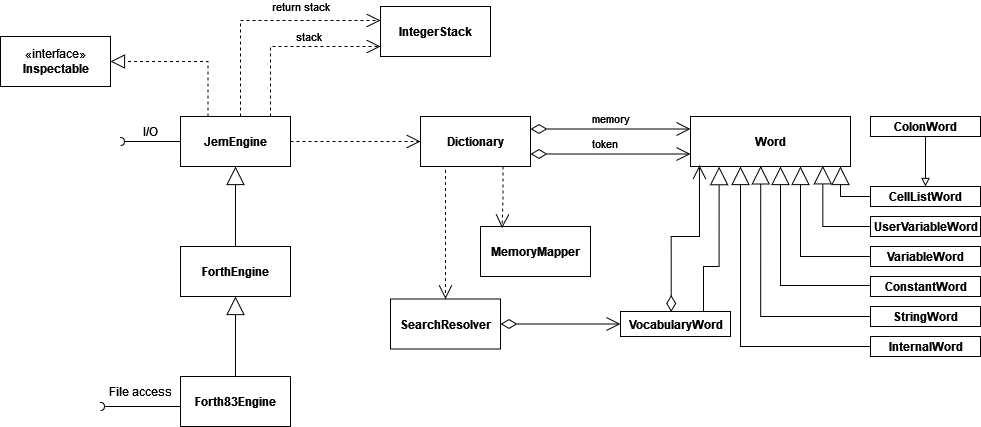 return stack
IntegerStack
stack
«interface»
Inspectable
I/O
JemEngine
Dictionary
memory
token
Word
ColonWord
CellListWord
UserVariableWord
VariableWord
ConstantWord
StringWord
InternalWord
MemoryMapper
ForthEngine
SearchResolver
VocabularyWord
File access
Forth83Engine